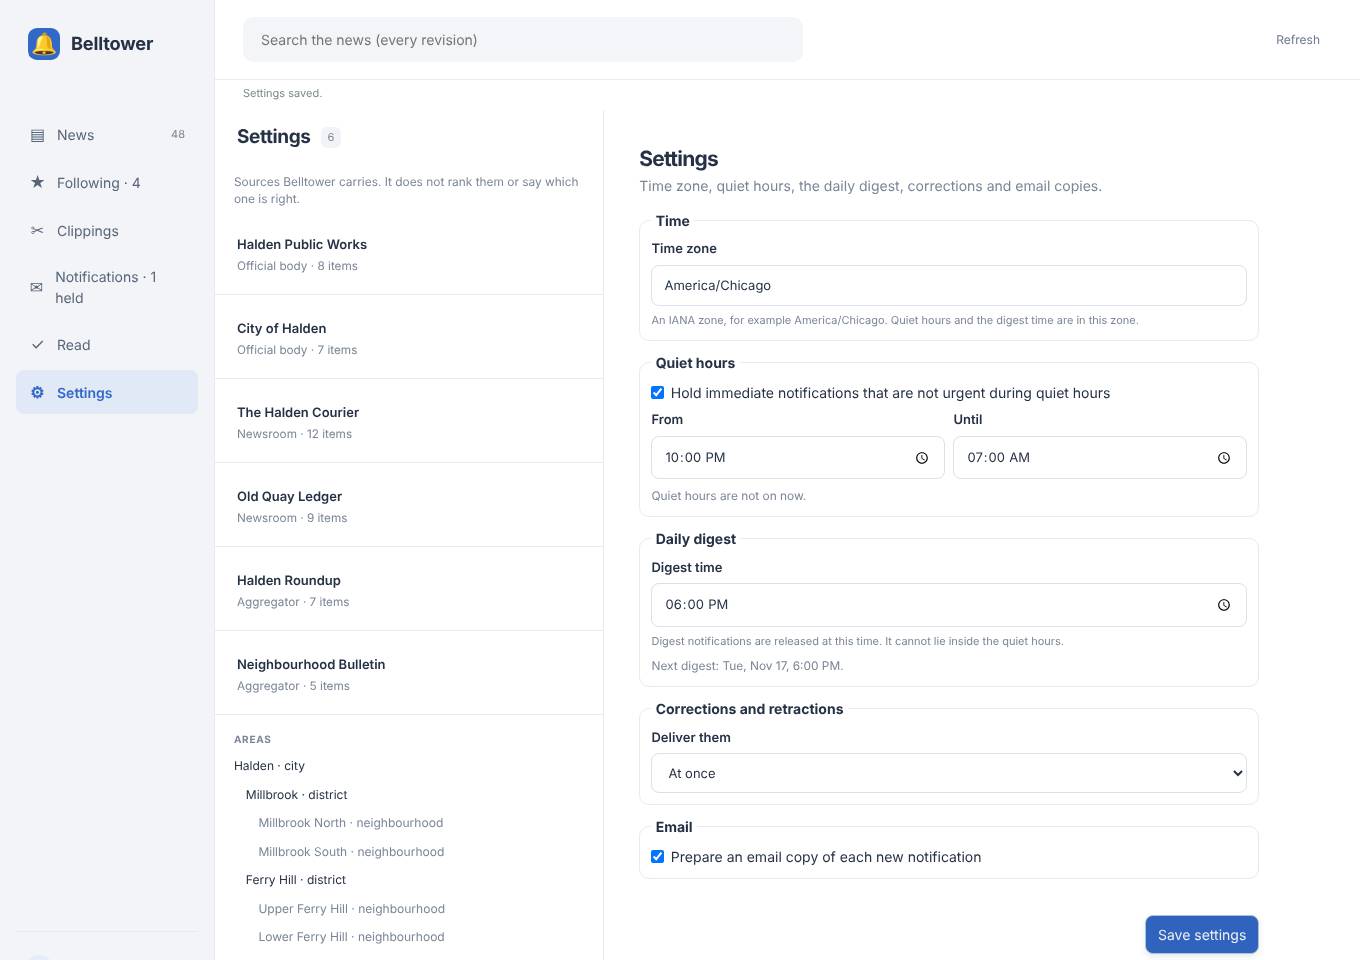 Belltower
Search the news (every revision)
Refresh
Settings saved.
News 48
Following · 4
Clippings
Notifications · 1
held
Read
Settings
Settings 6
Sources Belltower carries. It does not rank them or say which
one is right.
Halden Public Works
Official body · 8 items
City of Halden
Official body · 7 items
The Halden Courier
Newsroom · 12 items
Old Quay Ledger
Newsroom · 9 items
Halden Roundup
Aggregator · 7 items
Neighbourhood Bulletin
Aggregator · 5 items
AREAS
Halden · city
Millbrook · district
Millbrook North · neighbourhood
Millbrook South · neighbourhood
Ferry Hill · district
Upper Ferry Hill · neighbourhood
Lower Ferry Hill · neighbourhood
Settings
Time zone, quiet hours, the daily digest, corrections and email copies.
Time
Time zone
America/Chicago
An IANA zone, for example America/Chicago. Quiet hours and the digest time are in this zone.
Quiet hours
Hold immediate notifications that are not urgent during quiet hours
From Until
10:00 PM 07:00 AM
Quiet hours are not on now.
Daily digest
Digest time
06:00 PM
Digest notifications are released at this time. It cannot lie inside the quiet hours.
Next digest: Tue, Nov 17, 6:00 PM.
Corrections and retractions
Deliver them
At once
Email
Prepare an email copy of each new notification
Save settings